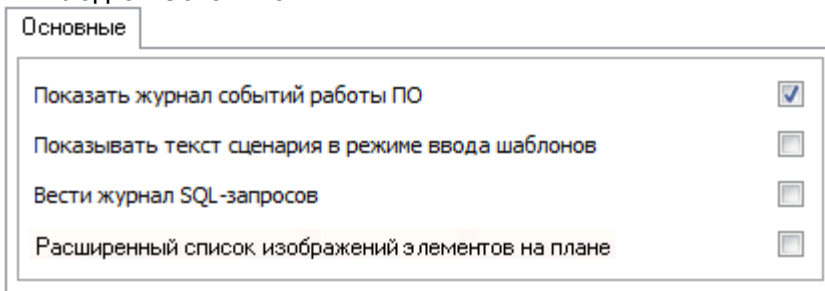 Основные
Показать журнал событий работы ПО
Показывать текст сценария в режиме ввода шаблонов
Вести журнал SQL-запросов
Расширенный список изображений элементов на плане